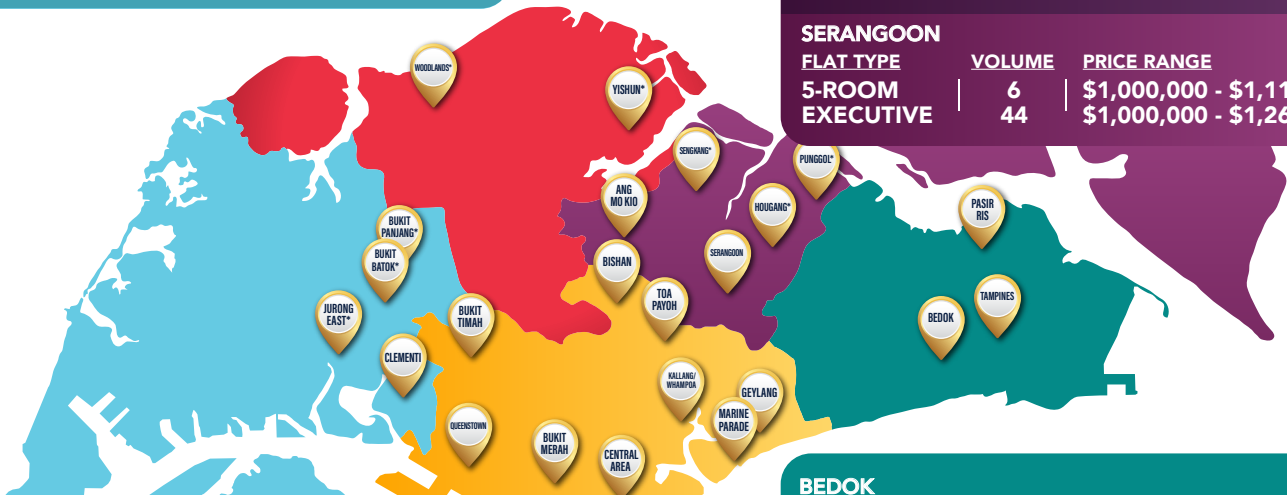 SERANGOON
FLAT TYPE VOLUME PRICE RANGE
5-ROOM 6 $1,000,000 - $1,11
EXECUTIVE 44 $1,000,000 - $1,26
WOODLANDS*
YISHUN*
SENGKANG*
PUNGGOL*
ANG
MO KIO
HOUGANG*
PASIR
RIS
BUKIT
PANJANG*
BUKIT
BATOK*
BISHAN
SERANGOON
TOA
PAYOH
TAMPINES
JURONG
EAST*
BUKIT
TIMAH
BEDOK
CLEMENTI
KALLANG/
WHAMPOA
GEYLANG
MARINE
PARADE
QUEENSTOWN
BUKIT
MERAH
CENTRAL
AREA
BEDOK